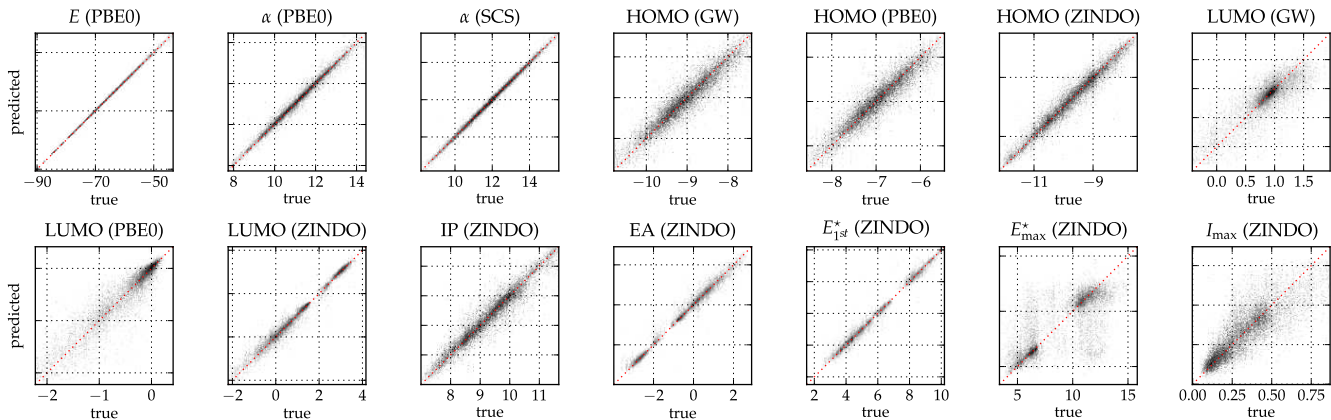 E (PBE0) α (PBE0) α (SCS) HOMO (GW) HOMO (PBE0) HOMO (ZINDO) LUMO (GW)
predicted
−90 −70 −50 8 10 12 14 10 12 14 −10 −9 −8 −8 −7 −6 −11 −9 0.0 0.5 1.0 1.5
true true true true true true true
LUMO (PBE0) LUMO (ZINDO) IP (ZINDO) EA (ZINDO) E⋆1st (ZINDO) E⋆max (ZINDO) Imax (ZINDO)
predicted
−2 −1 0 −2 0 2 4 8 9 10 11 −2 0 2 2 4 6 8 10 5 10 15 0.00 0.25 0.50 0.75
true true true true true true true